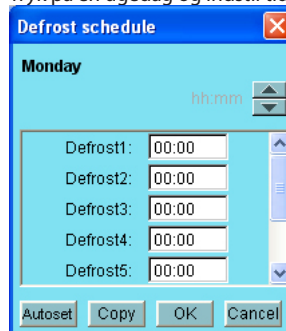 Defrost schedule
Monday
hh:mm
Defrost1: 00:00
Defrost2: 00:00
Defrost3: 00:00
Defrost4: 00:00
Defrost5: 00:00
Autoset Copy OK Cancel